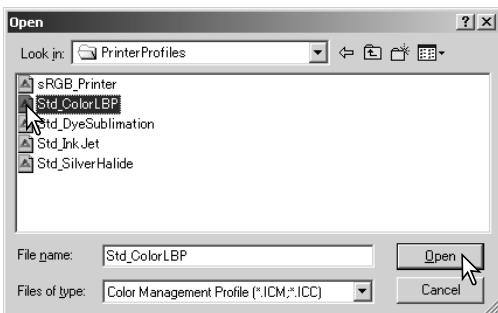 Open
Look in: PrinterProfiles
sRGB_Printer
Std_ColorLBP
Std_DyeSublimation
Std_InkJet
Std_SilverHalide
File name: Std_ColorLBP Open
Files of type: Color Management Profile (*.ICM;*.ICC) Cancel